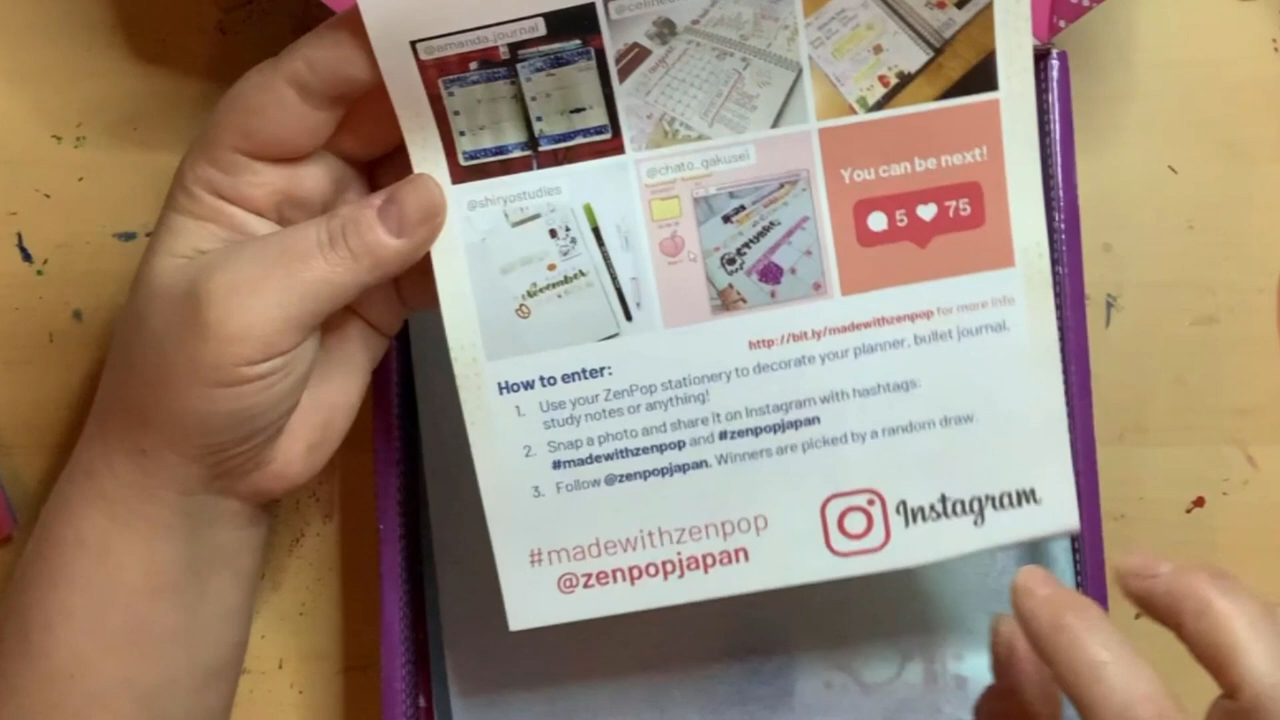 @amanda.journal
@shiryostudies
@chato_gakusei
November
OCTUBRE
You can be next!
5 75
http://bit.ly/madewithzenpop for more info
How to enter:
1. Use your ZenPop stationery to decorate your planner, bullet journal,
study notes or anything!
2. Snap a photo and share it on Instagram with hashtags:
#madewithzenpop and #zenpopjapan
3. Follow @zenpopjapan. Winners are picked by a random draw
#madewithzenpop
@zenpopjapan
Instagram